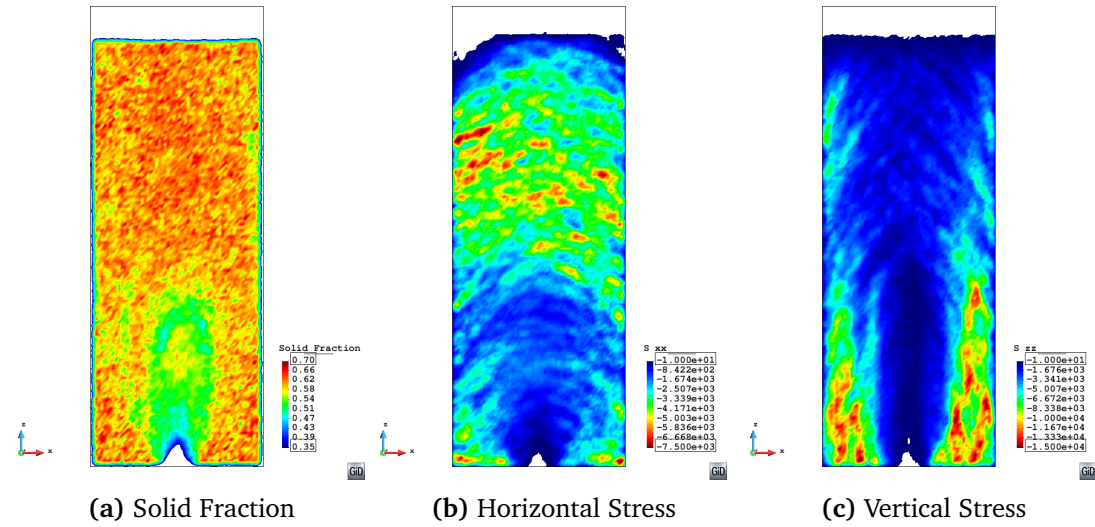 Solid Fraction
0.70
0.66
0.62
0.58
0.54
0.51
0.47
0.43
0.39
0.35
z
x
GiD
(a) Solid Fraction
S xx
-1.000e+01
-8.422e+02
-1.674e+03
-2.507e+03
-3.339e+03
-4.171e+03
-5.003e+03
-5.836e+03
-6.668e+03
-7.500e+03
z
x
GiD
(b) Horizontal Stress
S zz
-1.000e+01
-1.676e+03
-3.341e+03
-5.007e+03
-6.672e+03
-8.338e+03
-1.000e+04
-1.167e+04
-1.333e+04
-1.500e+04
z
x
GiD
(c) Vertical Stress